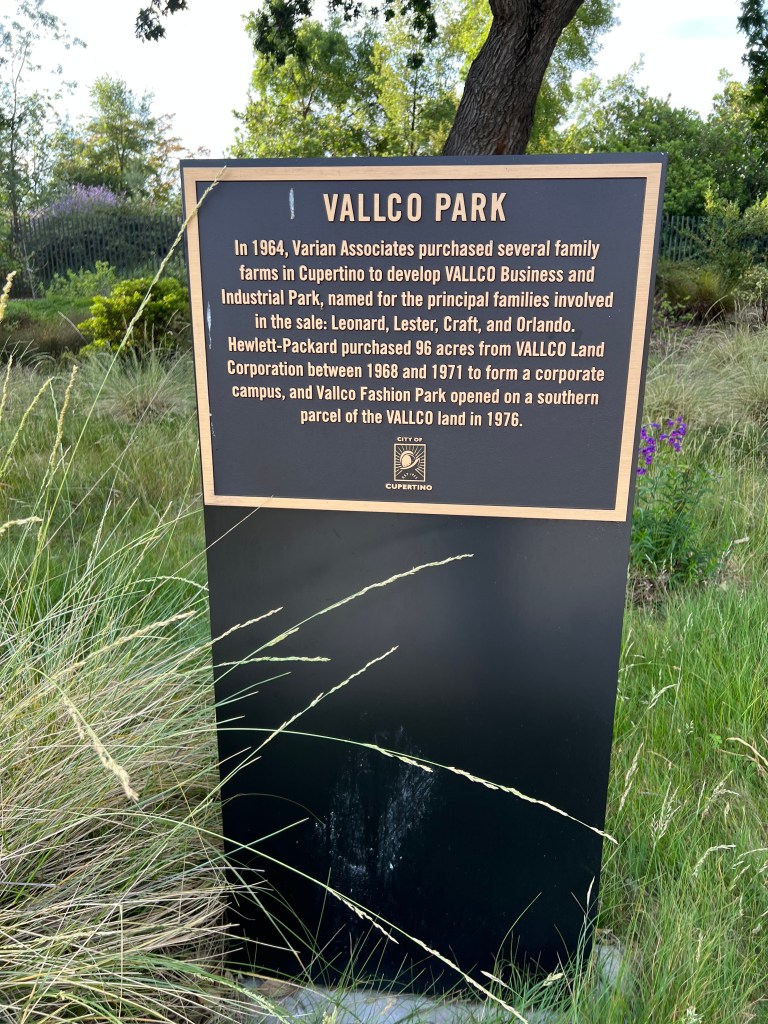 VALLCO PARK
In 1964, Varian Associates purchased several family
farms in Cupertino to develop VALLCO Business and
Industrial Park, named for the principal families involved
in the sale: Leonard, Lester, Craft, and Orlando.
Hewlett-Packard purchased 96 acres from VALLCO Land
Corporation between 1968 and 1971 to form a corporate
campus, and Vallco Fashion Park opened on a southern
parcel of the VALLCO land in 1976.
CITY OF
CUPERTINO